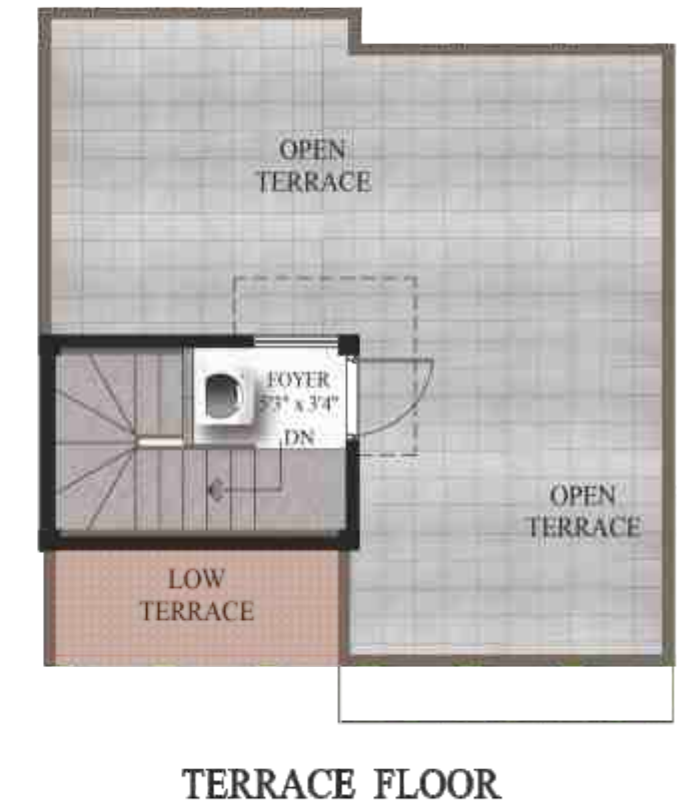 OPEN
TERRACE
FOYER
5'3" x 3'4"
DN
OPEN
TERRACE
LOW
TERRACE
TERRACE FLOOR